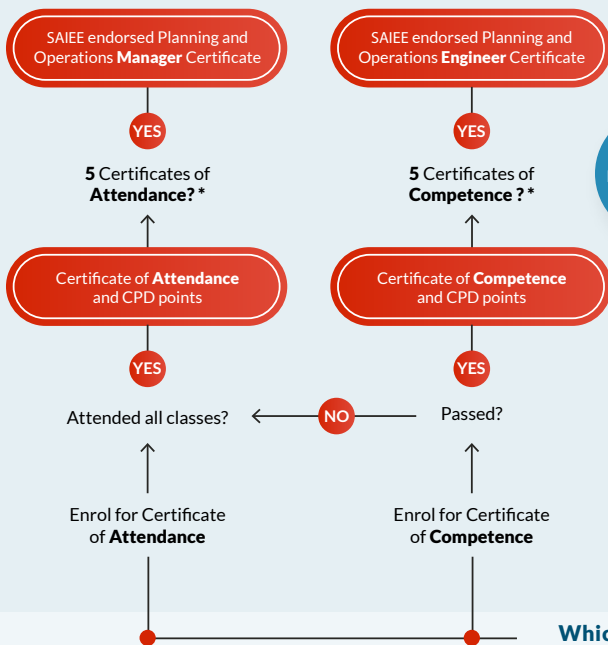 SAIEE endorsed Planning and
Operations Manager Certificate
SAIEE endorsed Planning and
Operations Engineer Certificate
YES
YES
5 Certificates of
Attendance? *
5 Certificates of
Competence ? *
Certificate of Attendance
and CPD points
Certificate of Competence
and CPD points
YES
YES
Attended all classes?
NO
Passed?
Enrol for Certificate
of Attendance
Enrol for Certificate
of Competence